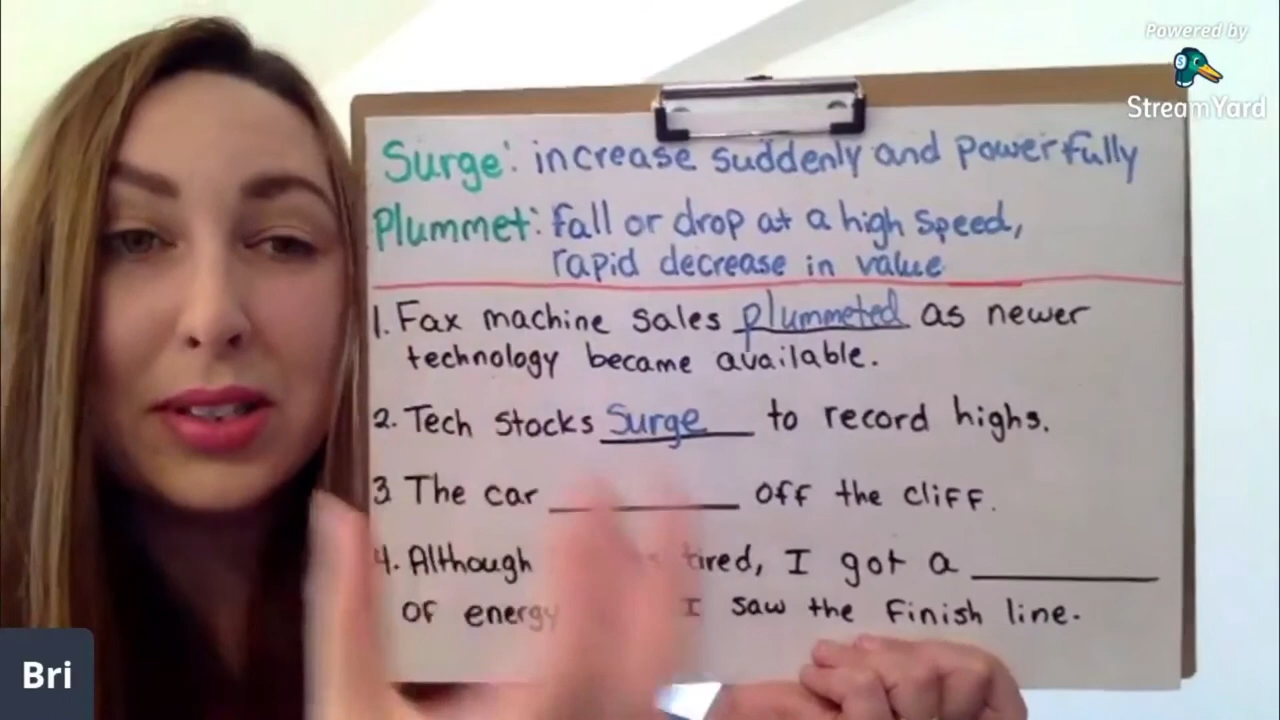 Powered by
StreamYard
Surge: increase suddenly and powerfully
Plummet: fall or drop at a high speed,
rapid decrease in value
1. Fax machine sales plummeted as newer
technology became available.
2. Tech stocks Surge to record highs.
3 The car ________ off the cliff.
4. Although tired, I got a ________
of energy I saw the finish line.
Bri